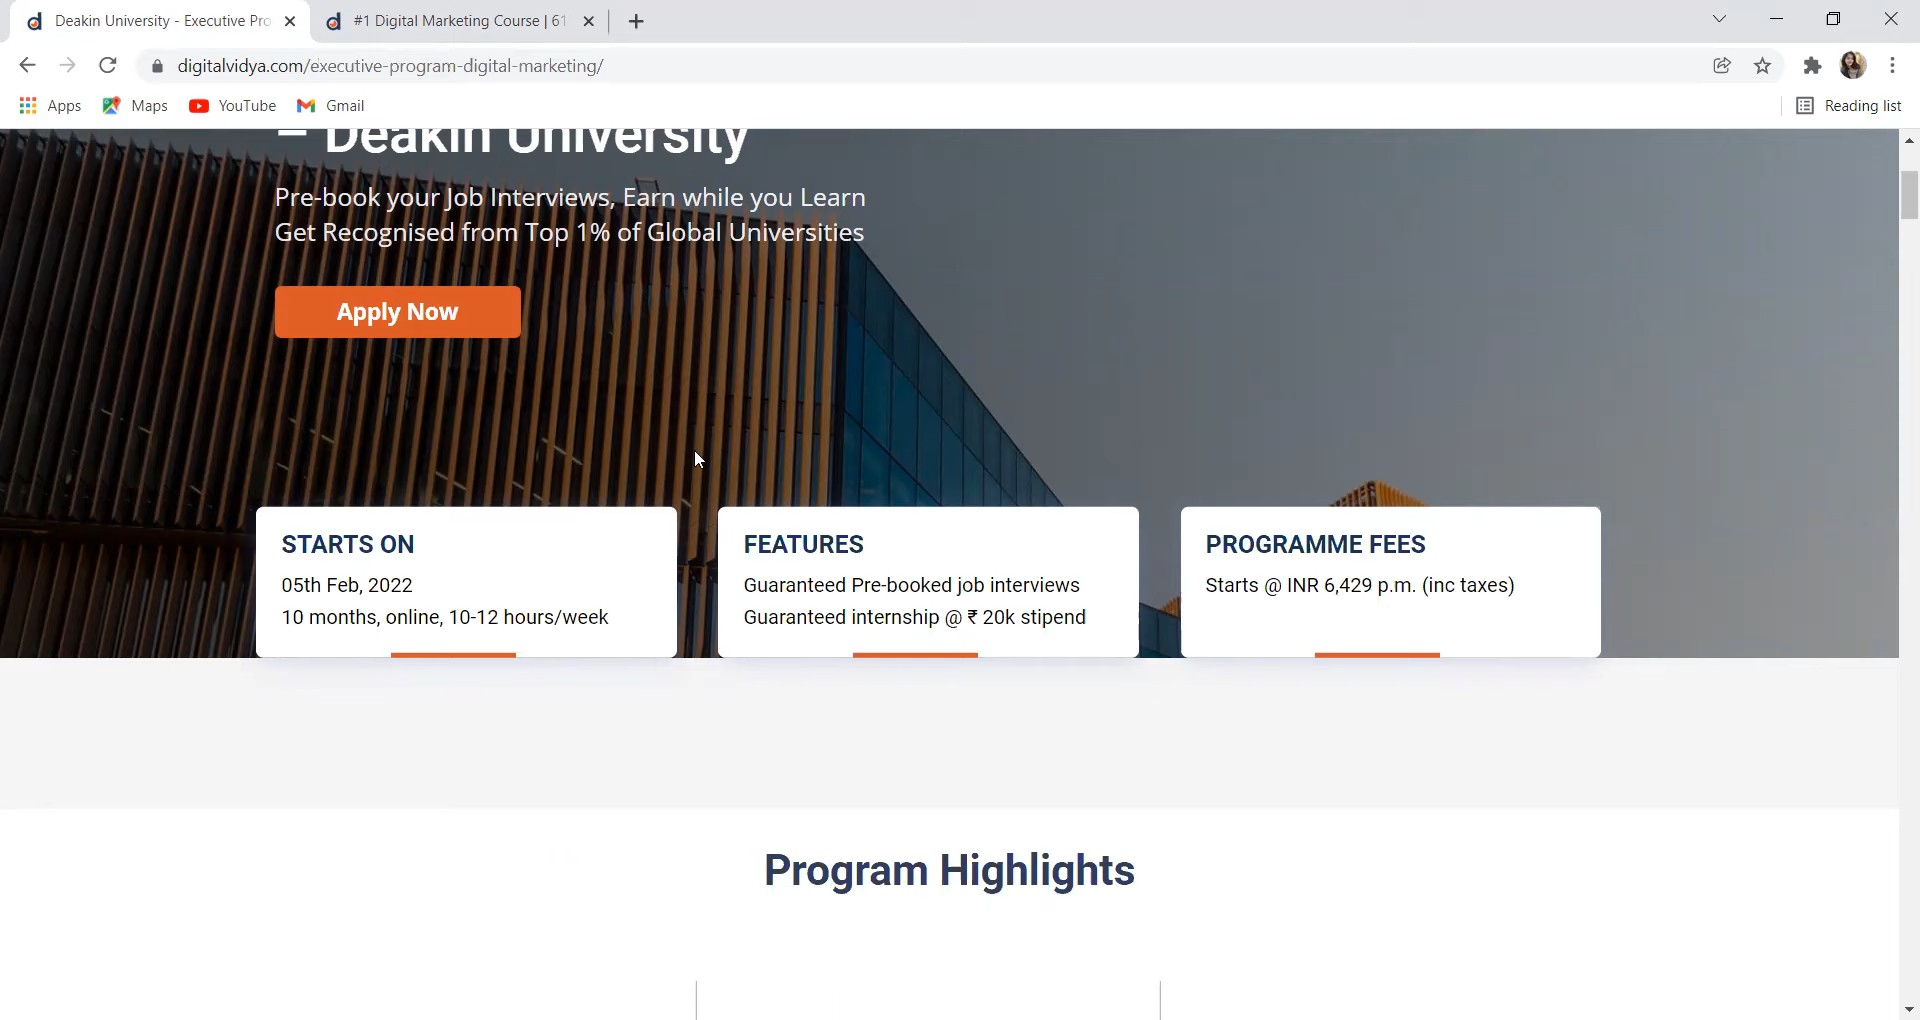 Deakin University - Executive Pro
#1 Digital Marketing Course | 61
digitalvidya.com/executive-program-digital-marketing/
Apps
Maps
YouTube
Gmail
Reading list
– Deakin University
Pre-book your Job Interviews, Earn while you Learn
Get Recognised from Top 1% of Global Universities
Apply Now
STARTS ON
05th Feb, 2022
10 months, online, 10-12 hours/week
FEATURES
Guaranteed Pre-booked job interviews
Guaranteed internship @ ₹ 20k stipend
PROGRAMME FEES
Starts @ INR 6,429 p.m. (inc taxes)
Program Highlights